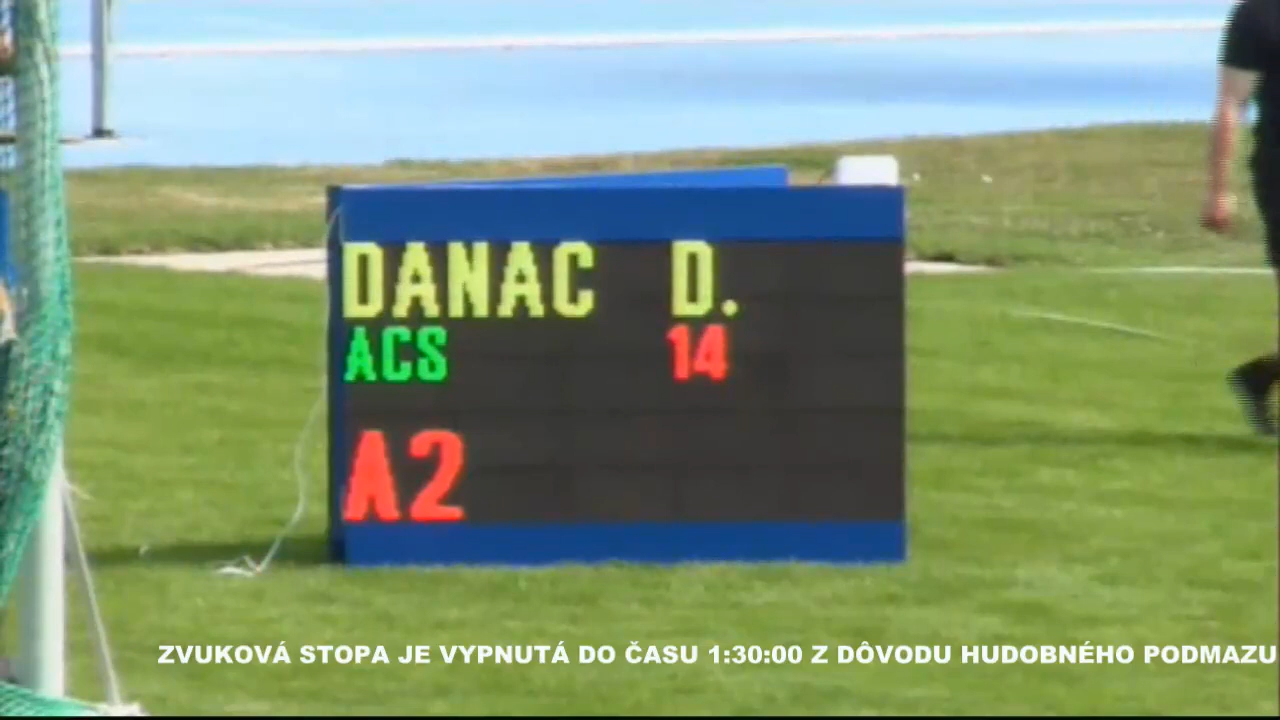 DANAC D.
ACS 14
A2
ZVUKOVÁ STOPA JE VYPNUTÁ DO ČASU 1:30:00 Z DÔVODU HUDOBNÉHO PODMAZU